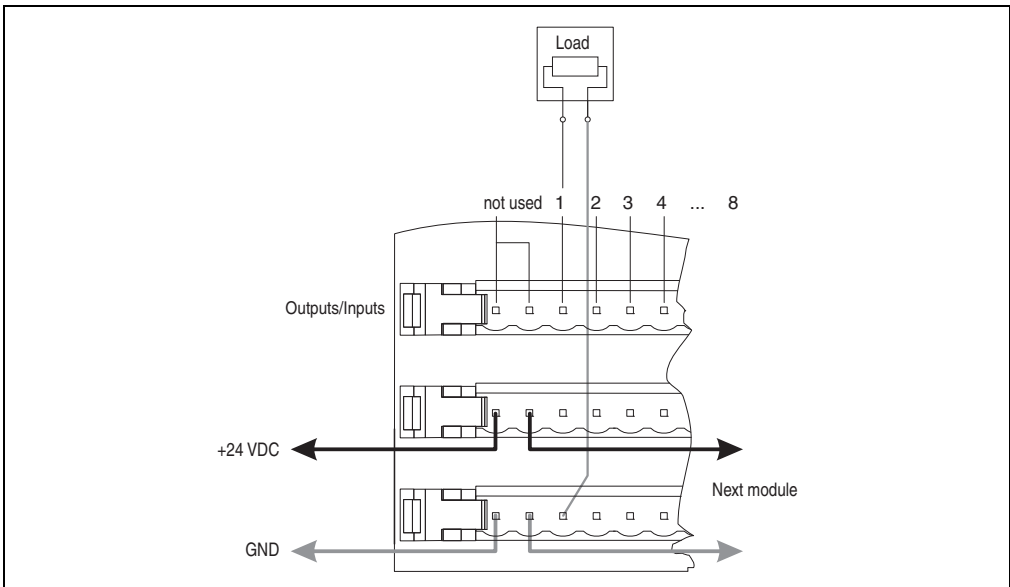 Load
not used 1 2 3 4 ... 8
Outputs/Inputs
+24 VDC
Next module
GND